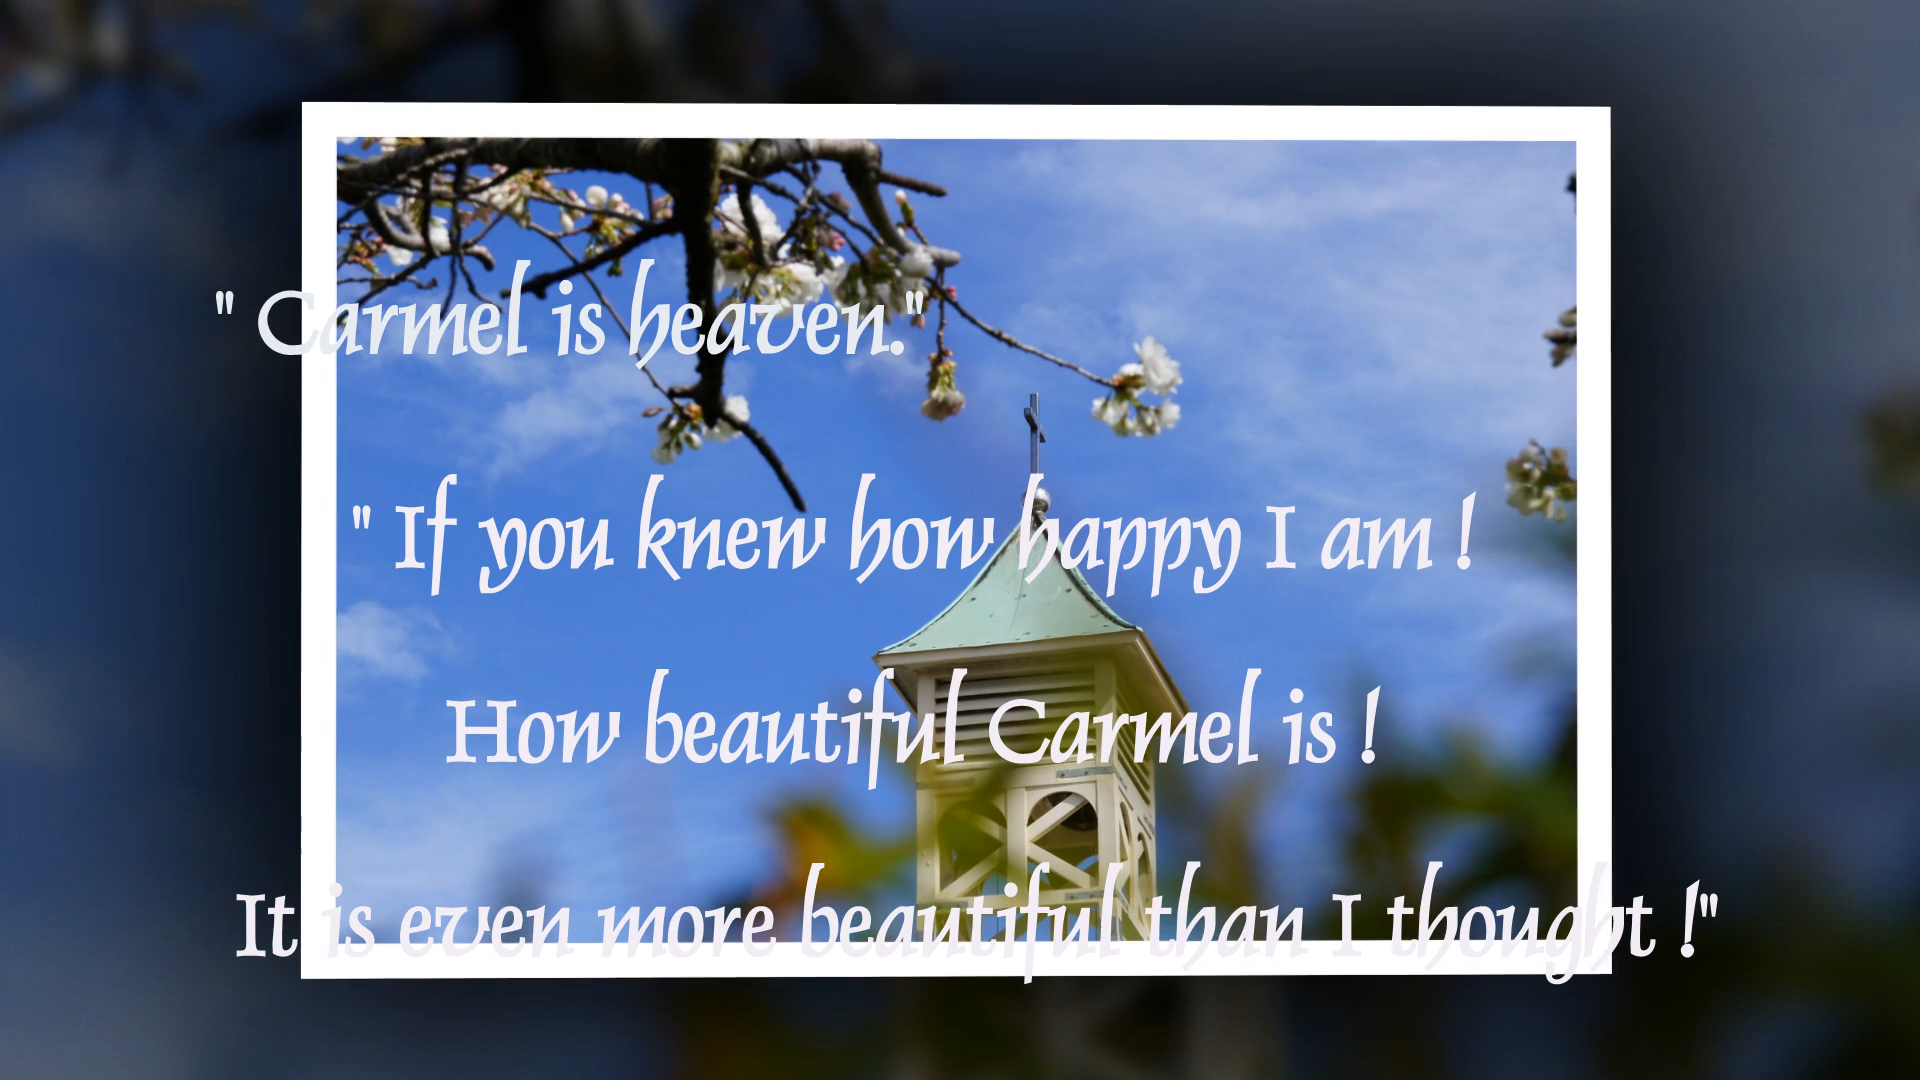 " Carmel is heaven."
" If you knew how happy I am !
How beautiful Carmel is !
It is even more beautiful than I thought !"